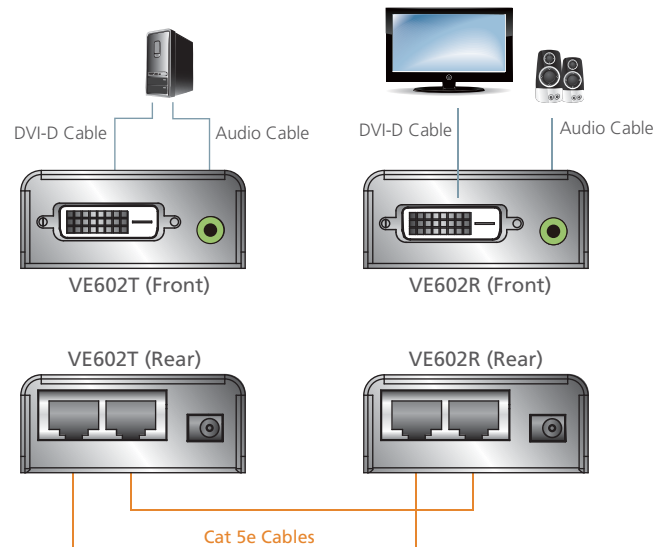 DVI-D Cable
Audio Cable
DVI-D Cable
Audio Cable
VE602T (Front)
VE602R (Front)
VE602T (Rear)
VE602R (Rear)
Cat 5e Cables